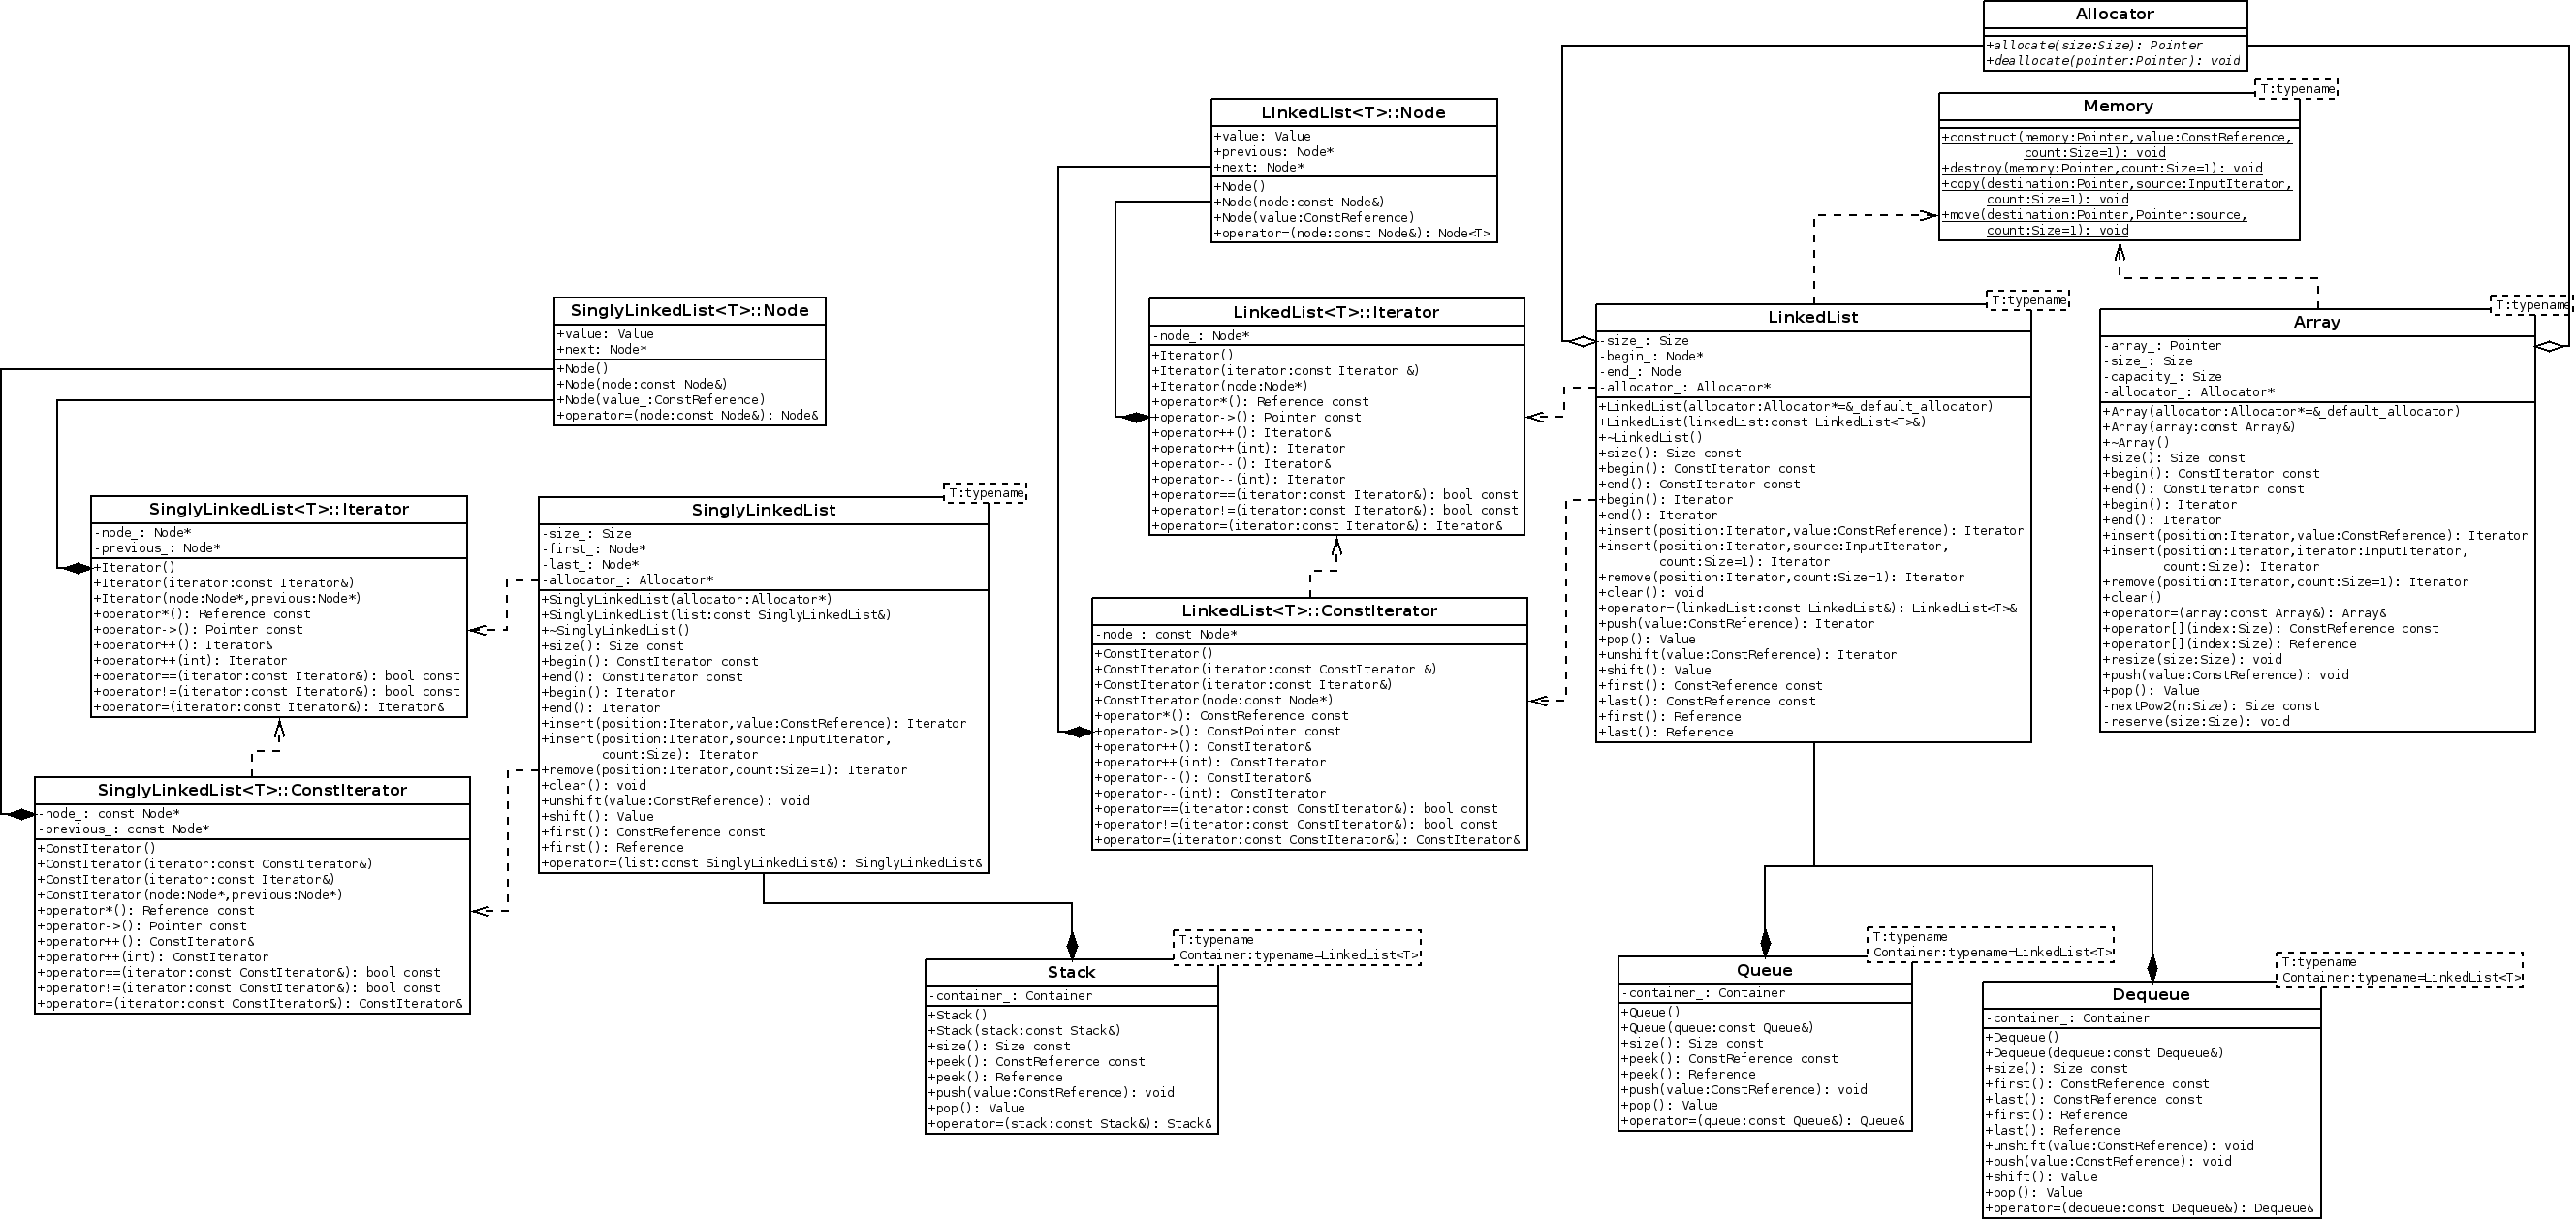 Allocator
+allocate(size:Size): Pointer
+deallocate(pointer:Pointer): void
T:typename
Memory
+construct(memory:Pointer,value:ConstReference,
count:Size=1): void
+destroy(memory:Pointer,count:Size=1): void
+copy(destination:Pointer,source:InputIterator,
count:Size=1): void
+move(destination:Pointer,Pointer:source,
count:Size=1): void
LinkedList<T>::Node
+value: Value
+previous: Node*
+next: Node*
+Node()
+Node(node:const Node&)
+Node(value:ConstReference)
+operator=(node:const Node&): Node<T>
SinglyLinkedList<T>::Node
+value: Value
+next: Node*
+Node()
+Node(node:const Node&)
+Node(value_:ConstReference)
+operator=(node:const Node&): Node&
LinkedList<T>::Iterator
-node_: Node*
+Iterator()
+Iterator(iterator:const Iterator &)
+Iterator(node:Node*)
+operator*(): Reference const
+operator->(): Pointer const
+operator++(): Iterator&
+operator++(int): Iterator
+operator--(): Iterator&
+operator--(int): Iterator
+operator==(iterator:const Iterator&): bool const
+operator!=(iterator:const Iterator&): bool const
+operator=(iterator:const Iterator&): Iterator&
T:typename
LinkedList
-size_: Size
-begin_: Node*
-end_: Node
-allocator_: Allocator*
+LinkedList(allocator:Allocator*=&_default_allocator)
+LinkedList(linkedList:const LinkedList<T>&)
+~LinkedList()
+size(): Size const
+begin(): ConstIterator const
+end(): ConstIterator const
+begin(): Iterator
+end(): Iterator
+insert(position:Iterator,value:ConstReference): Iterator
+insert(position:Iterator,source:InputIterator,
count:Size=1): Iterator
+remove(position:Iterator,count:Size=1): Iterator
+clear(): void
+operator=(linkedList:const LinkedList&): LinkedList<T>&
+push(value:ConstReference): Iterator
+pop(): Value
+unshift(value:ConstReference): Iterator
+shift(): Value
+first(): ConstReference const
+last(): ConstReference const
+first(): Reference
+last(): Reference
T:typename
Array
-array_: Pointer
-size_: Size
-capacity_: Size
-allocator_: Allocator*
+Array(allocator:Allocator*=&_default_allocator)
+Array(array:const Array&)
+~Array()
+size(): Size const
+begin(): ConstIterator const
+end(): ConstIterator const
+begin(): Iterator
+end(): Iterator
+insert(position:Iterator,value:ConstReference): Iterator
+insert(position:Iterator,iterator:InputIterator,
count:Size): Iterator
+remove(position:Iterator,count:Size=1): Iterator
+clear()
+operator=(array:const Array&): Array&
+operator[](index:Size): ConstReference const
+operator[](index:Size): Reference
+resize(size:Size): void
+push(value:ConstReference): void
+pop(): Value
-nextPow2(n:Size): Size const
-reserve(size:Size): void
SinglyLinkedList<T>::Iterator
-node_: Node*
-previous_: Node*
+Iterator()
+Iterator(iterator:const Iterator&)
+Iterator(node:Node*,previous:Node*)
+operator*(): Reference const
+operator->(): Pointer const
+operator++(): Iterator&
+operator++(int): Iterator
+operator==(iterator:const Iterator&): bool const
+operator!=(iterator:const Iterator&): bool const
+operator=(iterator:const Iterator&): Iterator&
T:typename
SinglyLinkedList
-size_: Size
-first_: Node*
-last_: Node*
-allocator_: Allocator*
+SinglyLinkedList(allocator:Allocator*)
+SinglyLinkedList(list:const SinglyLinkedList&)
+~SinglyLinkedList()
+size(): Size const
+begin(): ConstIterator const
+end(): ConstIterator const
+begin(): Iterator
+end(): Iterator
+insert(position:Iterator,value:ConstReference): Iterator
+insert(position:Iterator,source:InputIterator,
count:Size): Iterator
+remove(position:Iterator,count:Size=1): Iterator
+clear(): void
+unshift(value:ConstReference): void
+shift(): Value
+first(): ConstReference const
+first(): Reference
+operator=(list:const SinglyLinkedList&): SinglyLinkedList&
LinkedList<T>::ConstIterator
-node_: const Node*
+ConstIterator()
+ConstIterator(iterator:const ConstIterator &)
+ConstIterator(iterator:const Iterator&)
+ConstIterator(node:const Node*)
+operator*(): ConstReference const
+operator->(): ConstPointer const
+operator++(): ConstIterator&
+operator++(int): ConstIterator
+operator--(): ConstIterator&
+operator--(int): ConstIterator
+operator==(iterator:const ConstIterator&): bool const
+operator!=(iterator:const ConstIterator&): bool const
+operator=(iterator:const ConstIterator&): ConstIterator&
SinglyLinkedList<T>::ConstIterator
-node_: const Node*
-previous_: const Node*
+ConstIterator()
+ConstIterator(iterator:const ConstIterator&)
+ConstIterator(iterator:const Iterator&)
+ConstIterator(node:Node*,previous:Node*)
+operator*(): Reference const
+operator->(): Pointer const
+operator++(): ConstIterator&
+operator++(int): ConstIterator
+operator==(iterator:const ConstIterator&): bool const
+operator!=(iterator:const ConstIterator&): bool const
+operator=(iterator:const ConstIterator&): ConstIterator&
T:typename
Container:typename=LinkedList<T>
Stack
-container_: Container
+Stack()
+Stack(stack:const Stack&)
+size(): Size const
+peek(): ConstReference const
+peek(): Reference
+push(value:ConstReference): void
+pop(): Value
+operator=(stack:const Stack&): Stack&
T:typename
Container:typename=LinkedList<T>
Queue
-container_: Container
+Queue()
+Queue(queue:const Queue&)
+size(): Size const
+peek(): ConstReference const
+peek(): Reference
+push(value:ConstReference): void
+pop(): Value
+operator=(queue:const Queue&): Queue&
T:typename
Container:typename=LinkedList<T>
Dequeue
-container_: Container
+Dequeue()
+Dequeue(dequeue:const Dequeue&)
+size(): Size const
+first(): ConstReference const
+last(): ConstReference const
+first(): Reference
+last(): Reference
+unshift(value:ConstReference): void
+push(value:ConstReference): void
+shift(): Value
+pop(): Value
+operator=(dequeue:const Dequeue&): Dequeue&